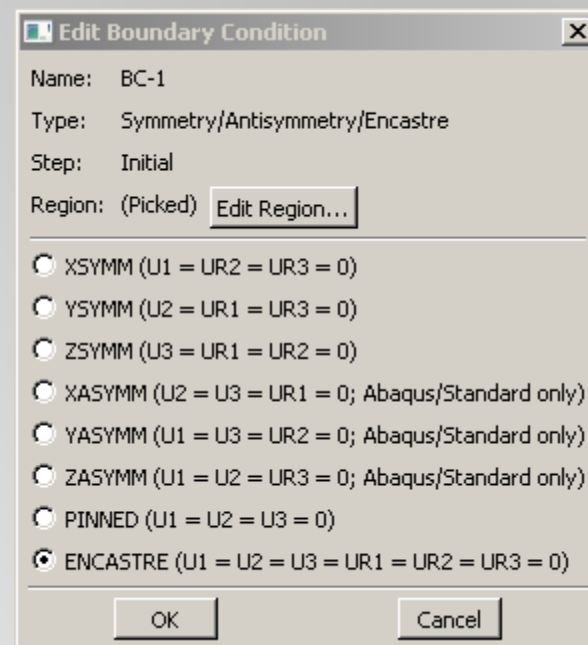 Edit Boundary Condition
Name: BC-1
Type: Symmetry/Antisymmetry/Encastre
Step: Initial
Region: (Picked) Edit Region...
XSYMM (U1 = UR2 = UR3 = 0)
YSYMM (U2 = UR1 = UR3 = 0)
ZSYMM (U3 = UR1 = UR2 = 0)
XASYMM (U2 = U3 = UR1 = 0; Abaqus/Standard only)
YASYMM (U1 = U3 = UR2 = 0; Abaqus/Standard only)
ZASYMM (U1 = U2 = UR3 = 0; Abaqus/Standard only)
PINNED (U1 = U2 = U3 = 0)
ENCASTRE (U1 = U2 = U3 = UR1 = UR2 = UR3 = 0)
OK Cancel